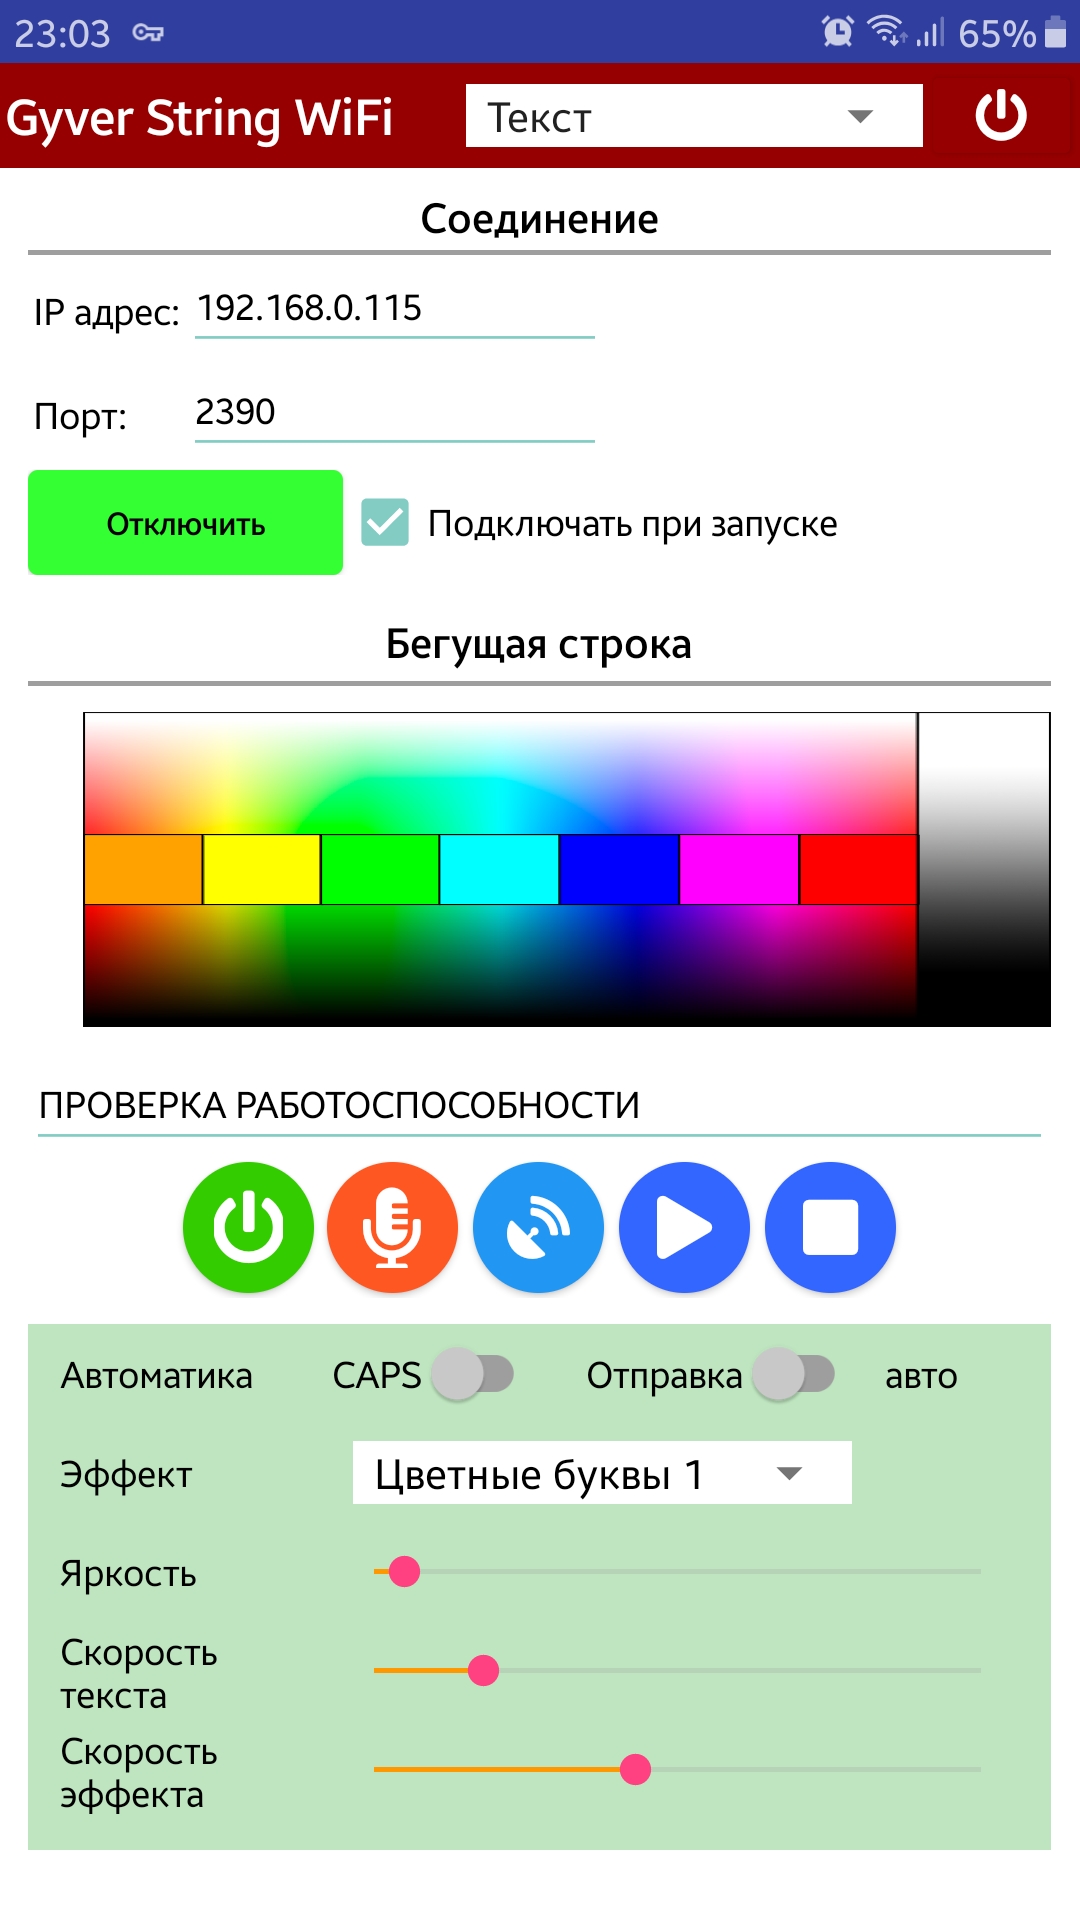 23:03 65%
Gyver String WiFi Текст
Соединение
IP адрес: 192.168.0.115
Порт: 2390
Отключить Подключать при запуске
Бегущая строка
ПРОВЕРКА РАБОТОСПОСОБНОСТИ
Автоматика CAPS Отправка авто
Эффект Цветные буквы 1
Яркость
Скорость
текста
Скорость
эффекта